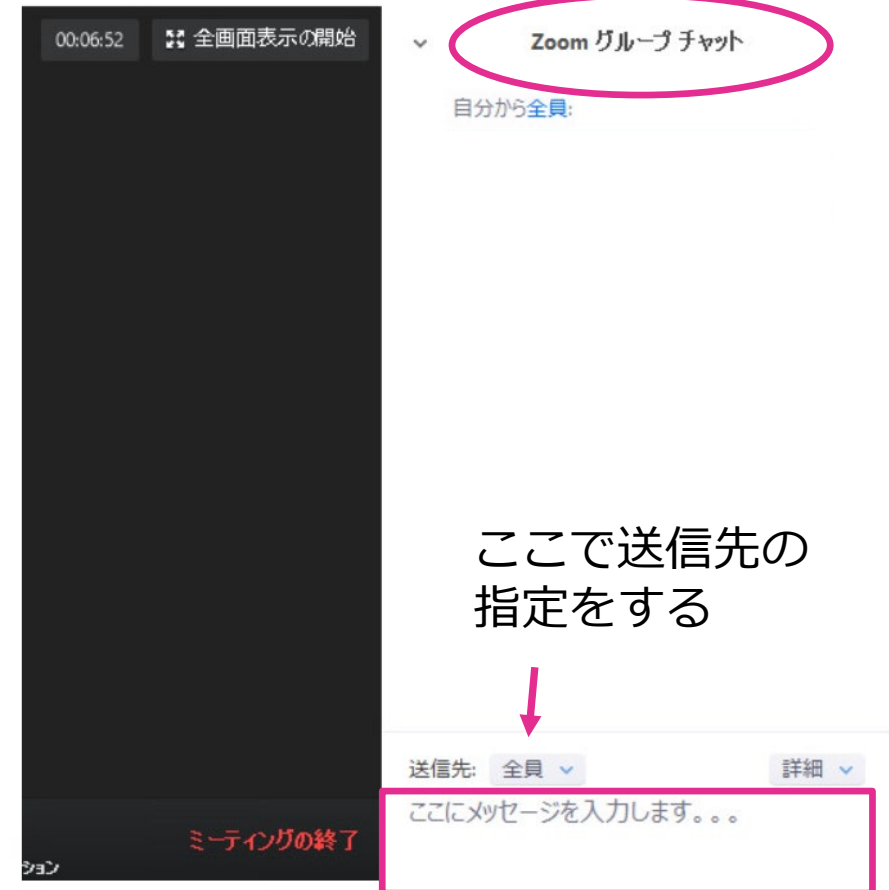 00:06:52 全画面表示の開始
Zoom グループ チャット
自分から全員:
ここで送信先の
指定をする
送信先: 全員
詳細
ここにメッセージを入力します。。。
ミーティングの終了
ション